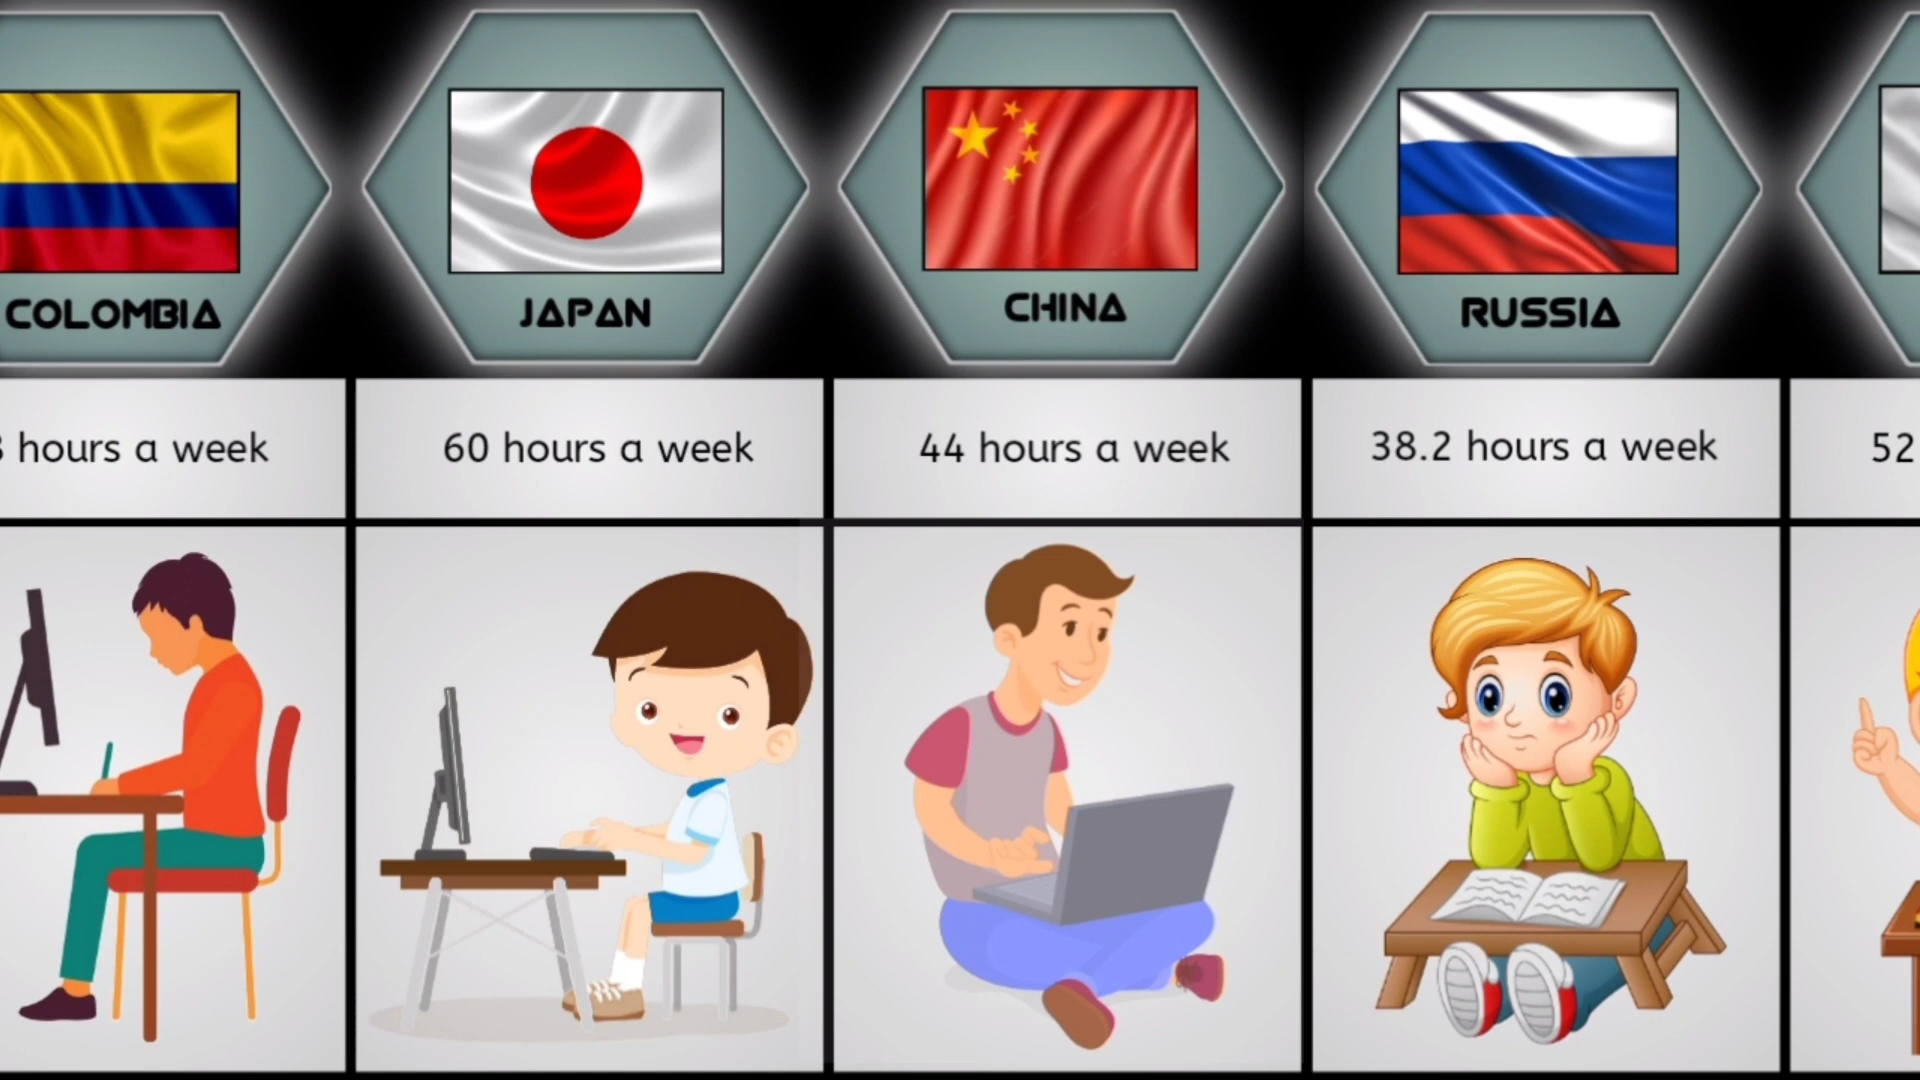 COLOMBIA
JAPAN
CHINA
RUSSIA
hours a week
60 hours a week
44 hours a week
38.2 hours a week
52